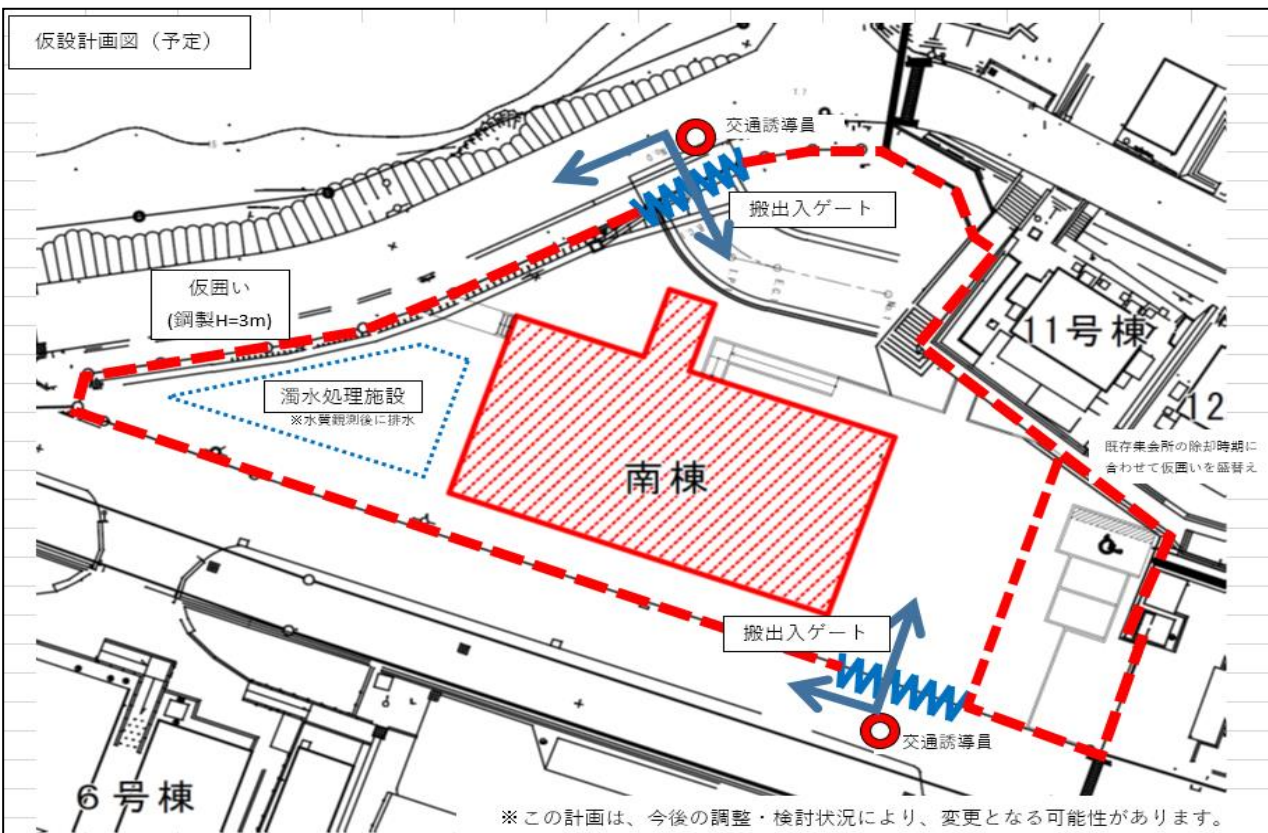 仮設計画図（予定）
交通誘導員
搬出入ゲート
仮囲い
(鋼製H=3m)
11号棟
濁水処理施設
※水質観測後に排水
12
既存集会所の除却時期に
合わせて仮囲いを盛替え
南棟
搬出入ゲート
交通誘導員
６号棟
※この計画は、今後の調整・検討状況により、変更となる可能性があります。